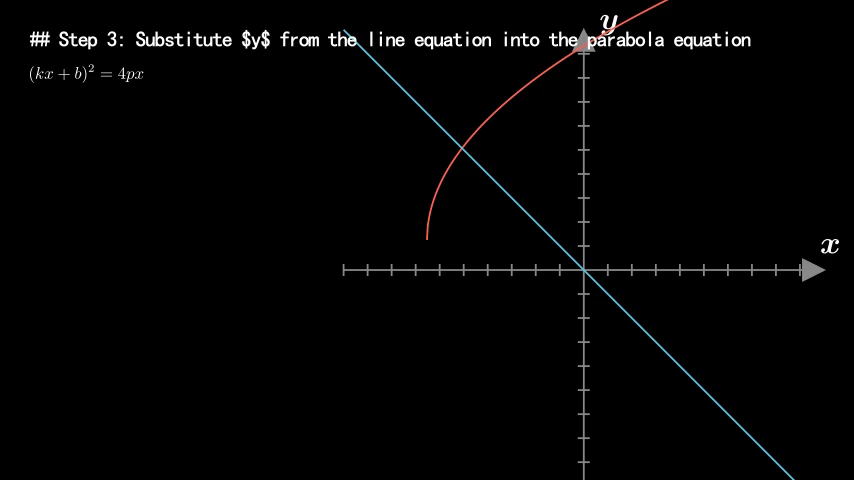 ## Step 3: Substitute $y$ from the line equation into the parabola equation
(kx + b)² = 4px
y
x